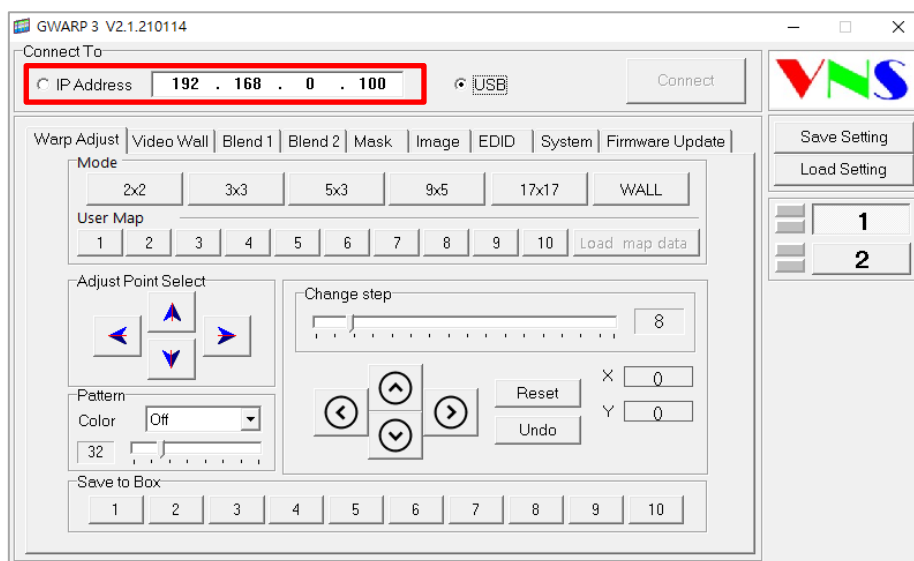 GWARP 3 V2.1.210114
Connect To
IP Address 192 . 168 . 0 . 100 USB Connect
VNS
Warp Adjust Video Wall Blend 1 Blend 2 Mask Image EDID System Firmware Update
Save Setting
Load Setting
Mode
2x2 3x3 5x3 9x5 17x17 WALL
User Map
1 2 3 4 5 6 7 8 9 10 Load map data
1
2
Adjust Point Select
Change step
8
Pattern
Color Off
32
Reset
Undo
X 0
Y 0
Save to Box
1 2 3 4 5 6 7 8 9 10